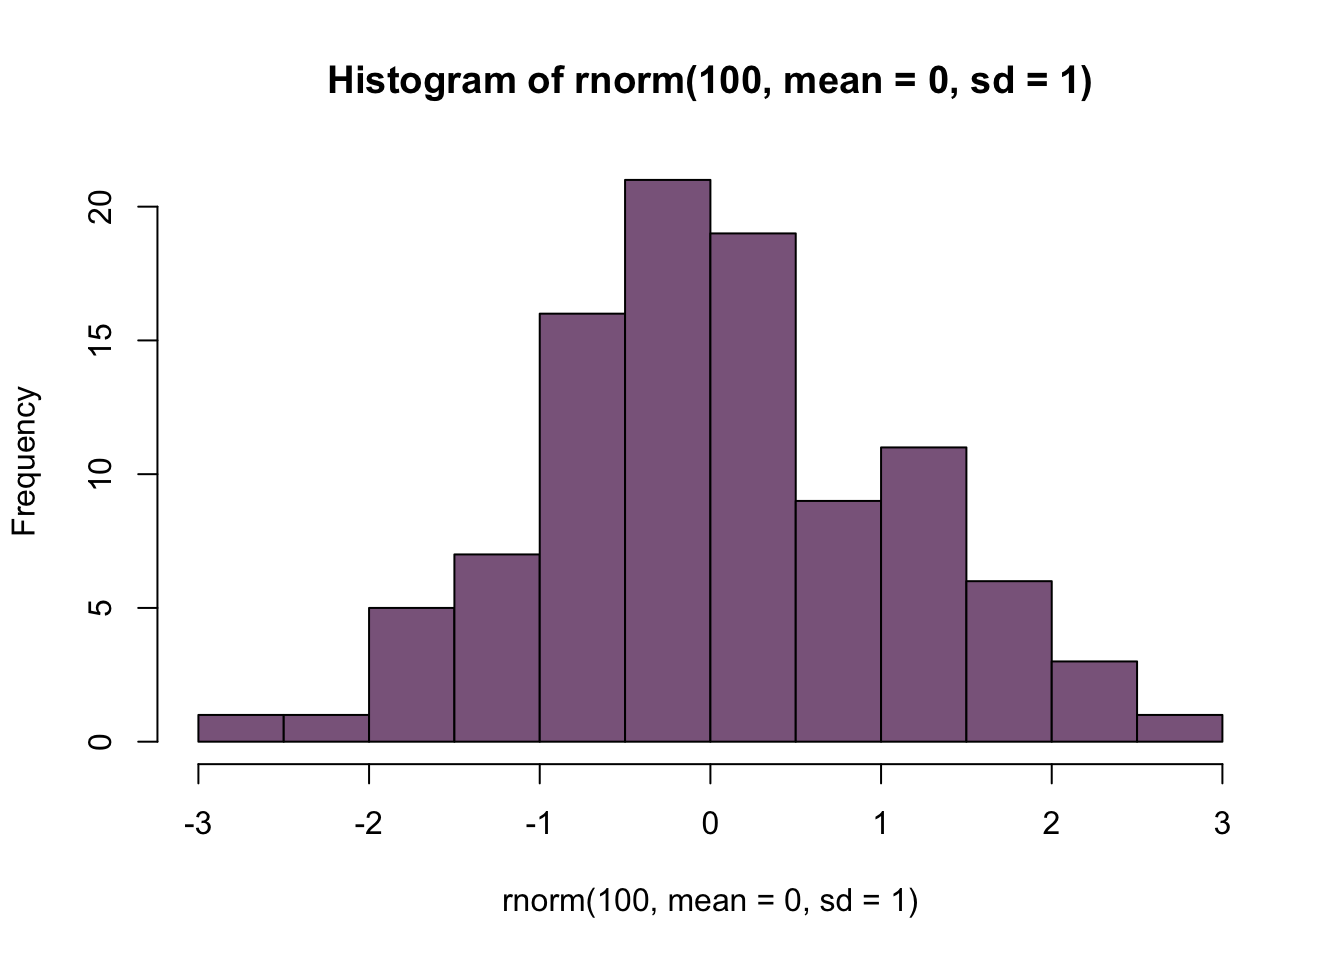 Histogram of rnorm(100, mean = 0, sd = 1)
Frequency
20
15
10
5
0
-3 -2 -1 0 1 2 3
rnorm(100, mean = 0, sd = 1)